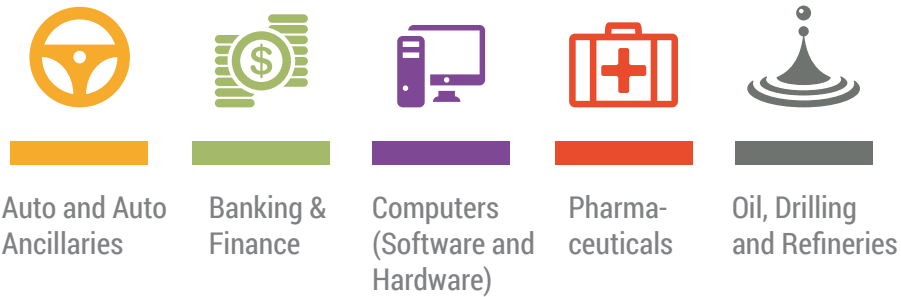 $
Auto and Auto
Ancillaries
Banking &
Finance
Computers
(Software and
Hardware)
Pharma-
ceuticals
Oil, Drilling
and Refineries